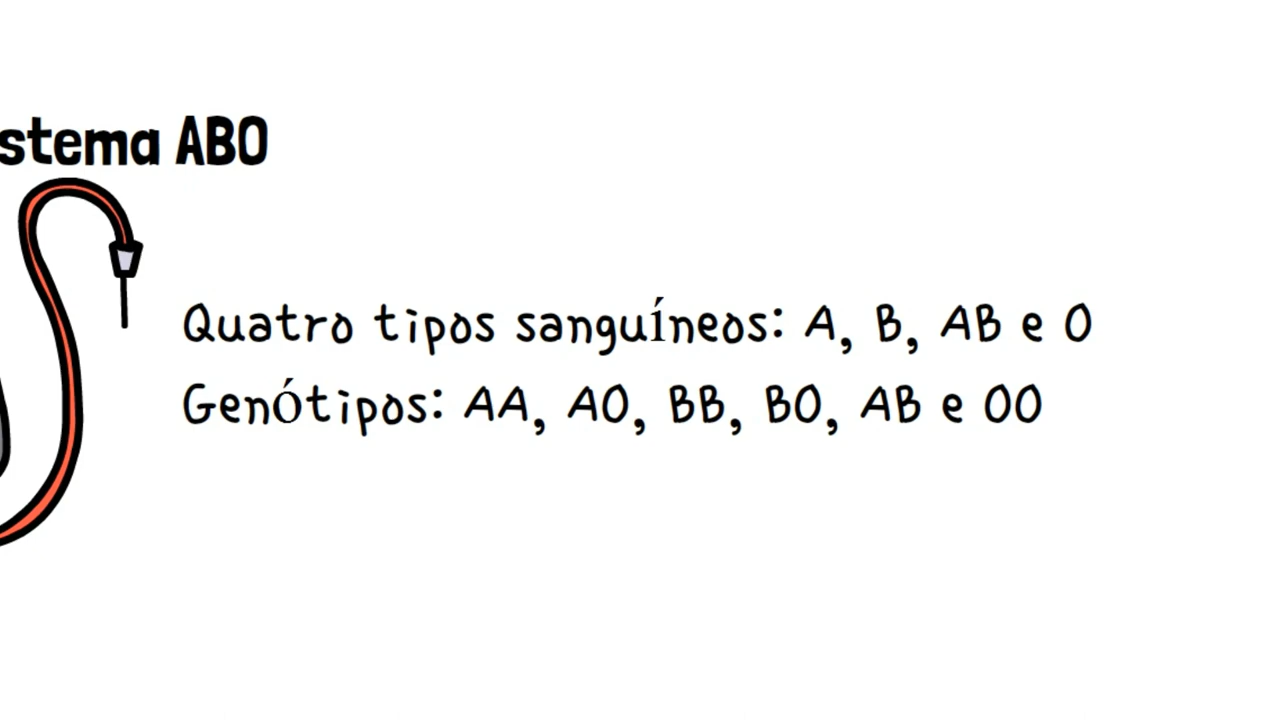 stema ABO
Quatro tipos sanguíneos: A, B, AB e O
Genótipos: AA, AO, BB, BO, AB e OO